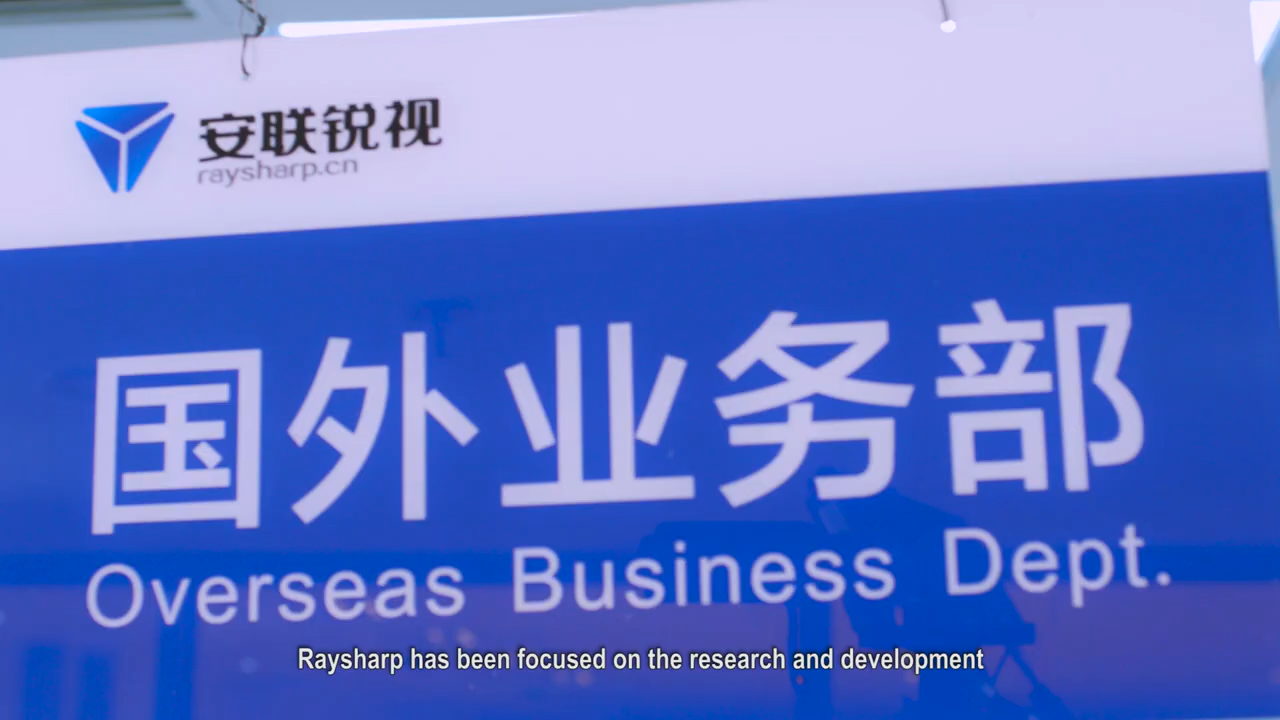 安联锐视
raysharp.cn
国外业务部
Overseas Business Dept.
Raysharp has been focused on the research and development